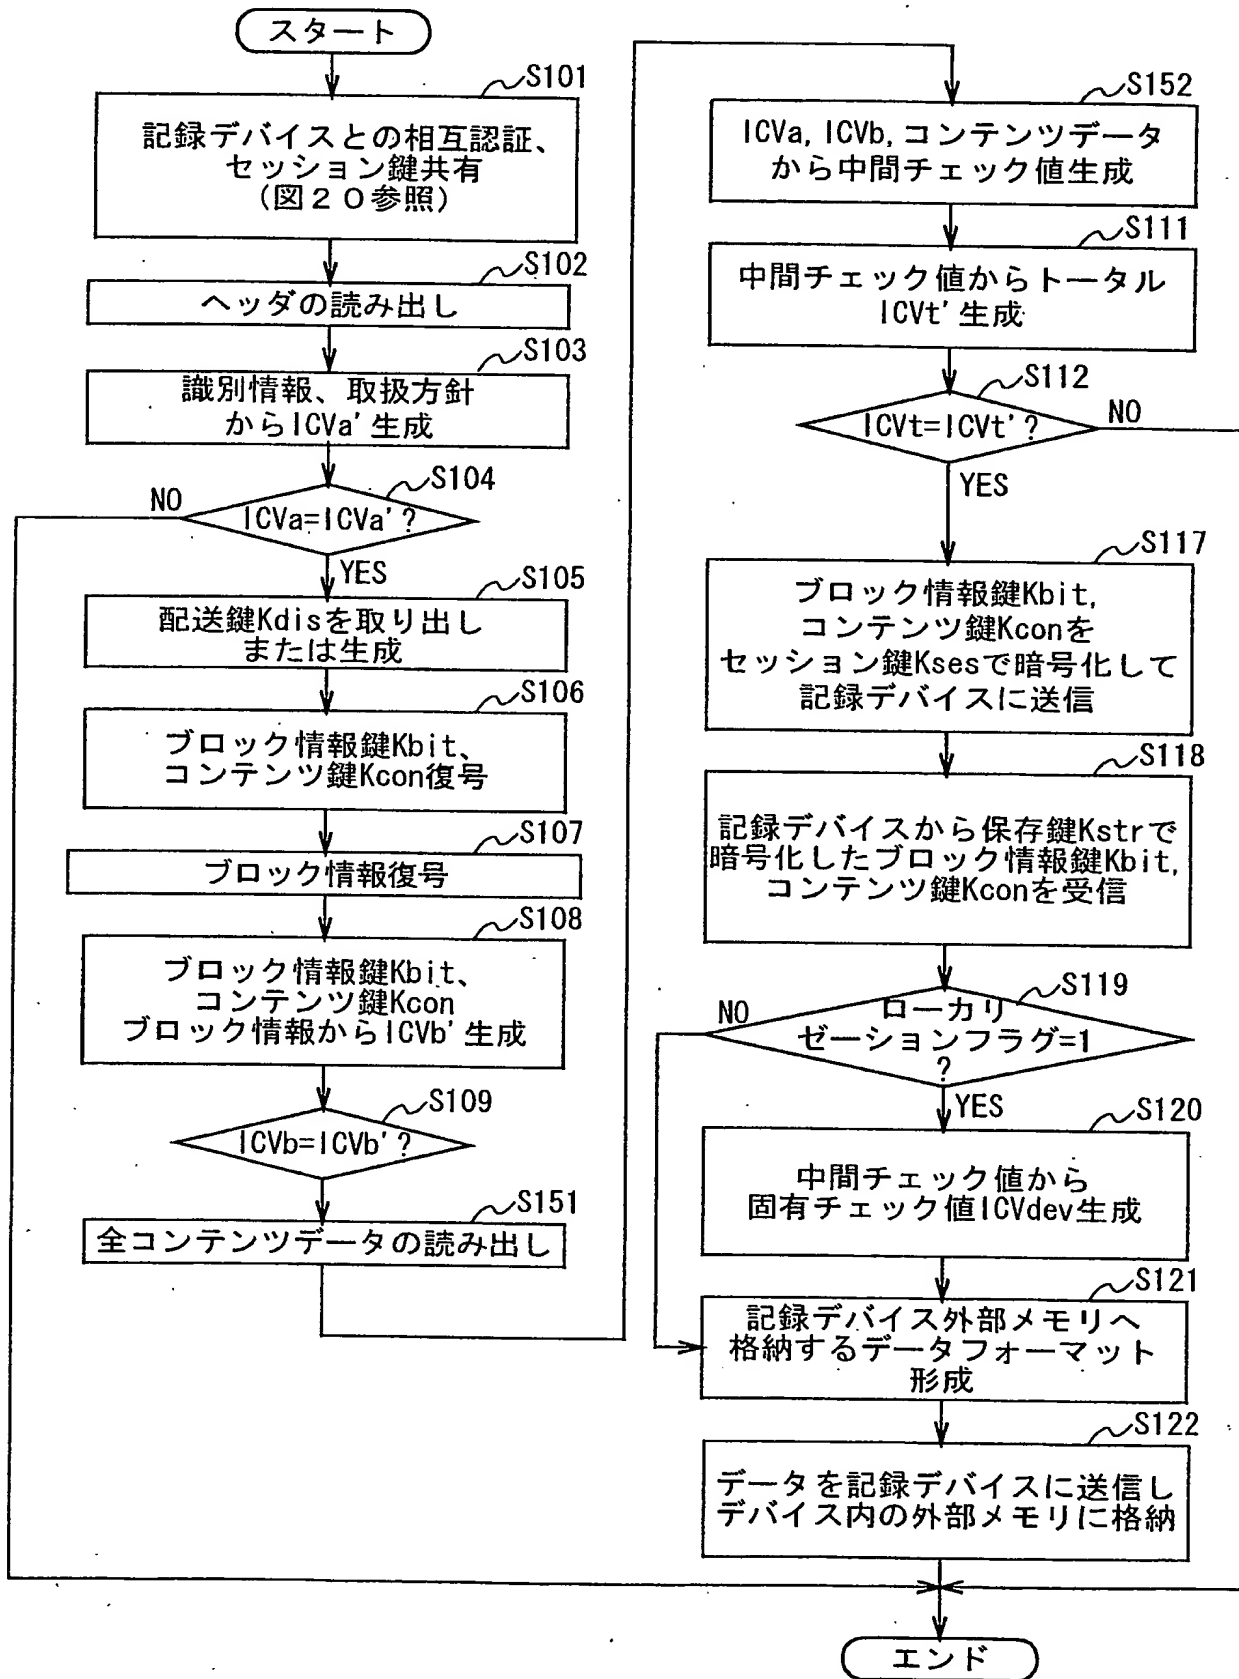 スタート
S101
記録デバイスとの相互認証、
セッション鍵共有
(図20参照)
S102
ヘッダの読み出し
S103
識別情報、取扱方針
からICVa'生成
S104
NO
ICVa=ICVa'?
YES
S105
配送鍵Kdisを取り出し
または生成
S106
ブロック情報鍵Kbit、
コンテンツ鍵Kcon復号
S107
ブロック情報復号
S108
ブロック情報鍵Kbit、
コンテンツ鍵Kcon
ブロック情報からICVb'生成
S109
ICVb=ICVb'?
S151
全コンテンツデータの読み出し
S152
ICVa, ICVb, コンテンツデータ
から中間チェック値生成
S111
中間チェック値からトータル
ICVt'生成
S112
ICVt=ICVt'?
NO
YES
S117
ブロック情報鍵Kbit,
コンテンツ鍵Kconを
セッション鍵Ksesで暗号化して
記録デバイスに送信
S118
記録デバイスから保存鍵Kstrで
暗号化したブロック情報鍵Kbit,
コンテンツ鍵Kconを受信
S119
NO
ローカリ
ゼーションフラグ=1
?
YES
S120
中間チェック値から
固有チェック値ICVdev生成
S121
記録デバイス外部メモリへ
格納するデータフォーマット
形成
S122
データを記録デバイスに送信し
デバイス内の外部メモリに格納
エンド